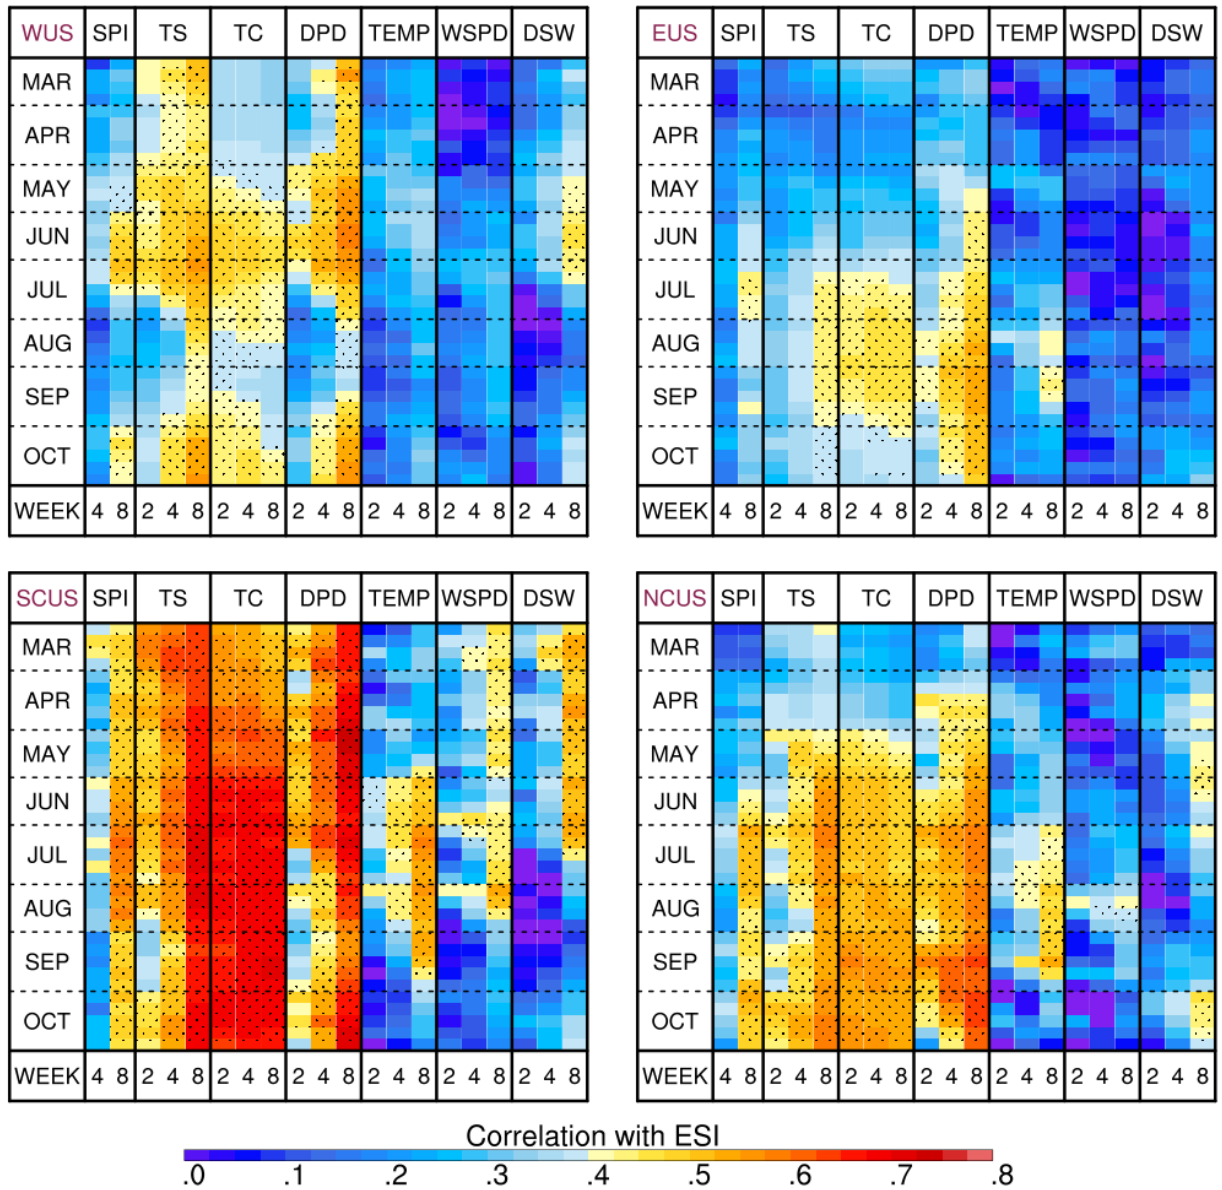 WUS SPI TS TC DPD TEMP WSPD DSW
MAR
APR
MAY
JUN
JUL
AUG
SEP
OCT
WEEK 4 8 2 4 8 2 4 8 2 4 8 2 4 8 2 4 8 2 4 8
EUS SPI TS TC DPD TEMP WSPD DSW
MAR
APR
MAY
JUN
JUL
AUG
SEP
OCT
WEEK 4 8 2 4 8 2 4 8 2 4 8 2 4 8 2 4 8 2 4 8
SCUS SPI TS TC DPD TEMP WSPD DSW
MAR
APR
MAY
JUN
JUL
AUG
SEP
OCT
WEEK 4 8 2 4 8 2 4 8 2 4 8 2 4 8 2 4 8 2 4 8
NCUS SPI TS TC DPD TEMP WSPD DSW
MAR
APR
MAY
JUN
JUL
AUG
SEP
OCT
WEEK 4 8 2 4 8 2 4 8 2 4 8 2 4 8 2 4 8 2 4 8
Correlation with ESI
.0 .1 .2 .3 .4 .5 .6 .7 .8